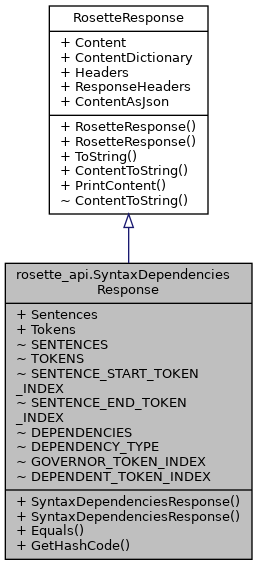 RosetteResponse
+ Content
+ ContentDictionary
+ Headers
+ ResponseHeaders
+ ContentAsJson
+ RosetteResponse()
+ RosetteResponse()
+ ToString()
+ ContentToString()
+ PrintContent()
~ ContentToString()
rosette_api.SyntaxDependencies
Response
+ Sentences
+ Tokens
~ SENTENCES
~ TOKENS
~ SENTENCE_START_TOKEN
_INDEX
~ SENTENCE_END_TOKEN
_INDEX
~ DEPENDENCIES
~ DEPENDENCY_TYPE
~ GOVERNOR_TOKEN_INDEX
~ DEPENDENT_TOKEN_INDEX
+ SyntaxDependenciesResponse()
+ SyntaxDependenciesResponse()
+ Equals()
+ GetHashCode()